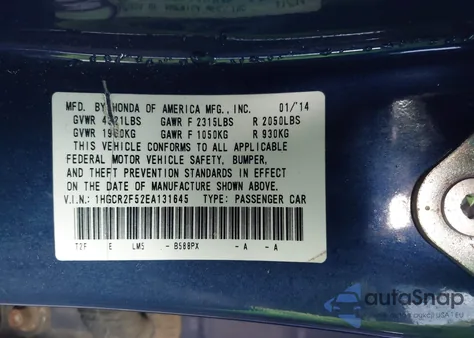 MFD. BY HONDA OF AMERICA MFG., INC. 01/'14
GVWR 4321LBS GAWR F 2315LBS R 2050LBS
GVWR 1960KG GAWR F 1050KG R 930KG
THIS VEHICLE CONFORMS TO ALL APPLICABLE
FEDERAL MOTOR VEHICLE SAFETY, BUMPER,
AND THEFT PREVENTION STANDARDS IN EFFECT
ON THE DATE OF MANUFACTURE SHOWN ABOVE.
V.I.N.: 1HGCR2F52EA131645 TYPE: PASSENGER CAR
T2F E LM5 - B588PX - A - A
autoSnap